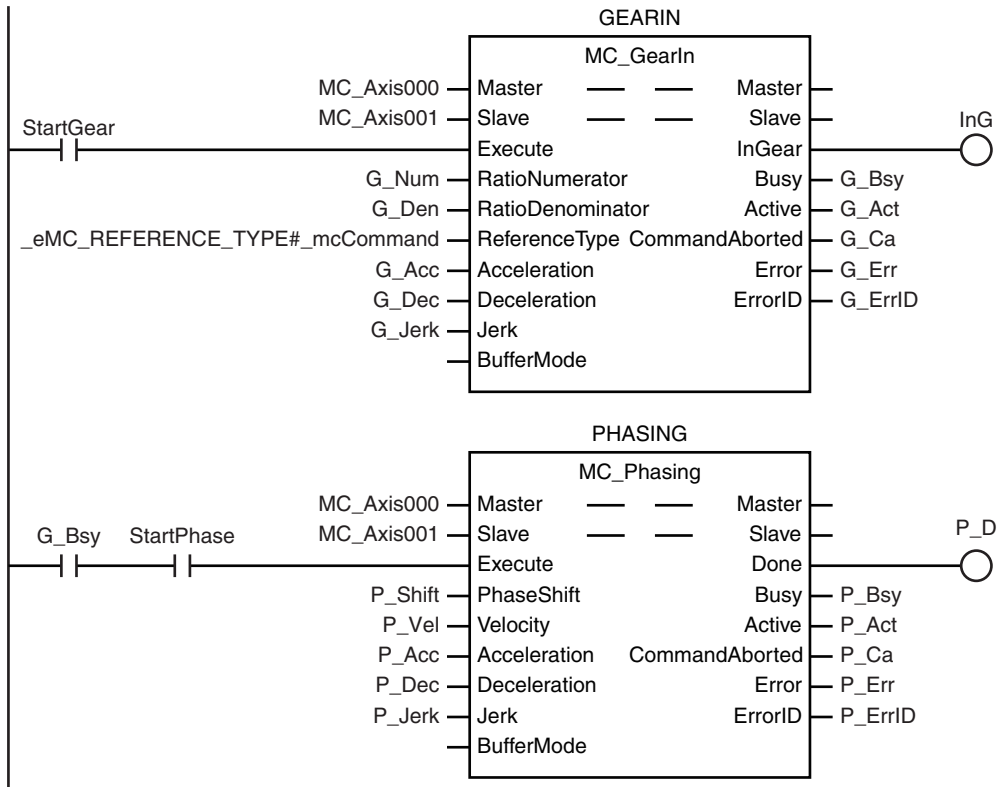 GEARIN
MC_GearIn
MC_Axis000 Master Master
MC_Axis001 Slave Slave
StartGear Execute InGear InG
G_Num RatioNumerator Busy G_Bsy
G_Den RatioDenominator Active G_Act
_eMC_REFERENCE_TYPE#_mcCommand ReferenceType CommandAborted G_Ca
G_Acc Acceleration Error G_Err
G_Dec Deceleration ErrorID G_ErrID
G_Jerk Jerk
BufferMode
PHASING
MC_Phasing
MC_Axis000 Master Master
MC_Axis001 Slave Slave
G_Bsy StartPhase Execute Done P_D
P_Shift PhaseShift Busy P_Bsy
P_Vel Velocity Active P_Act
P_Acc Acceleration CommandAborted P_Ca
P_Dec Deceleration Error P_Err
P_Jerk Jerk ErrorID P_ErrID
BufferMode